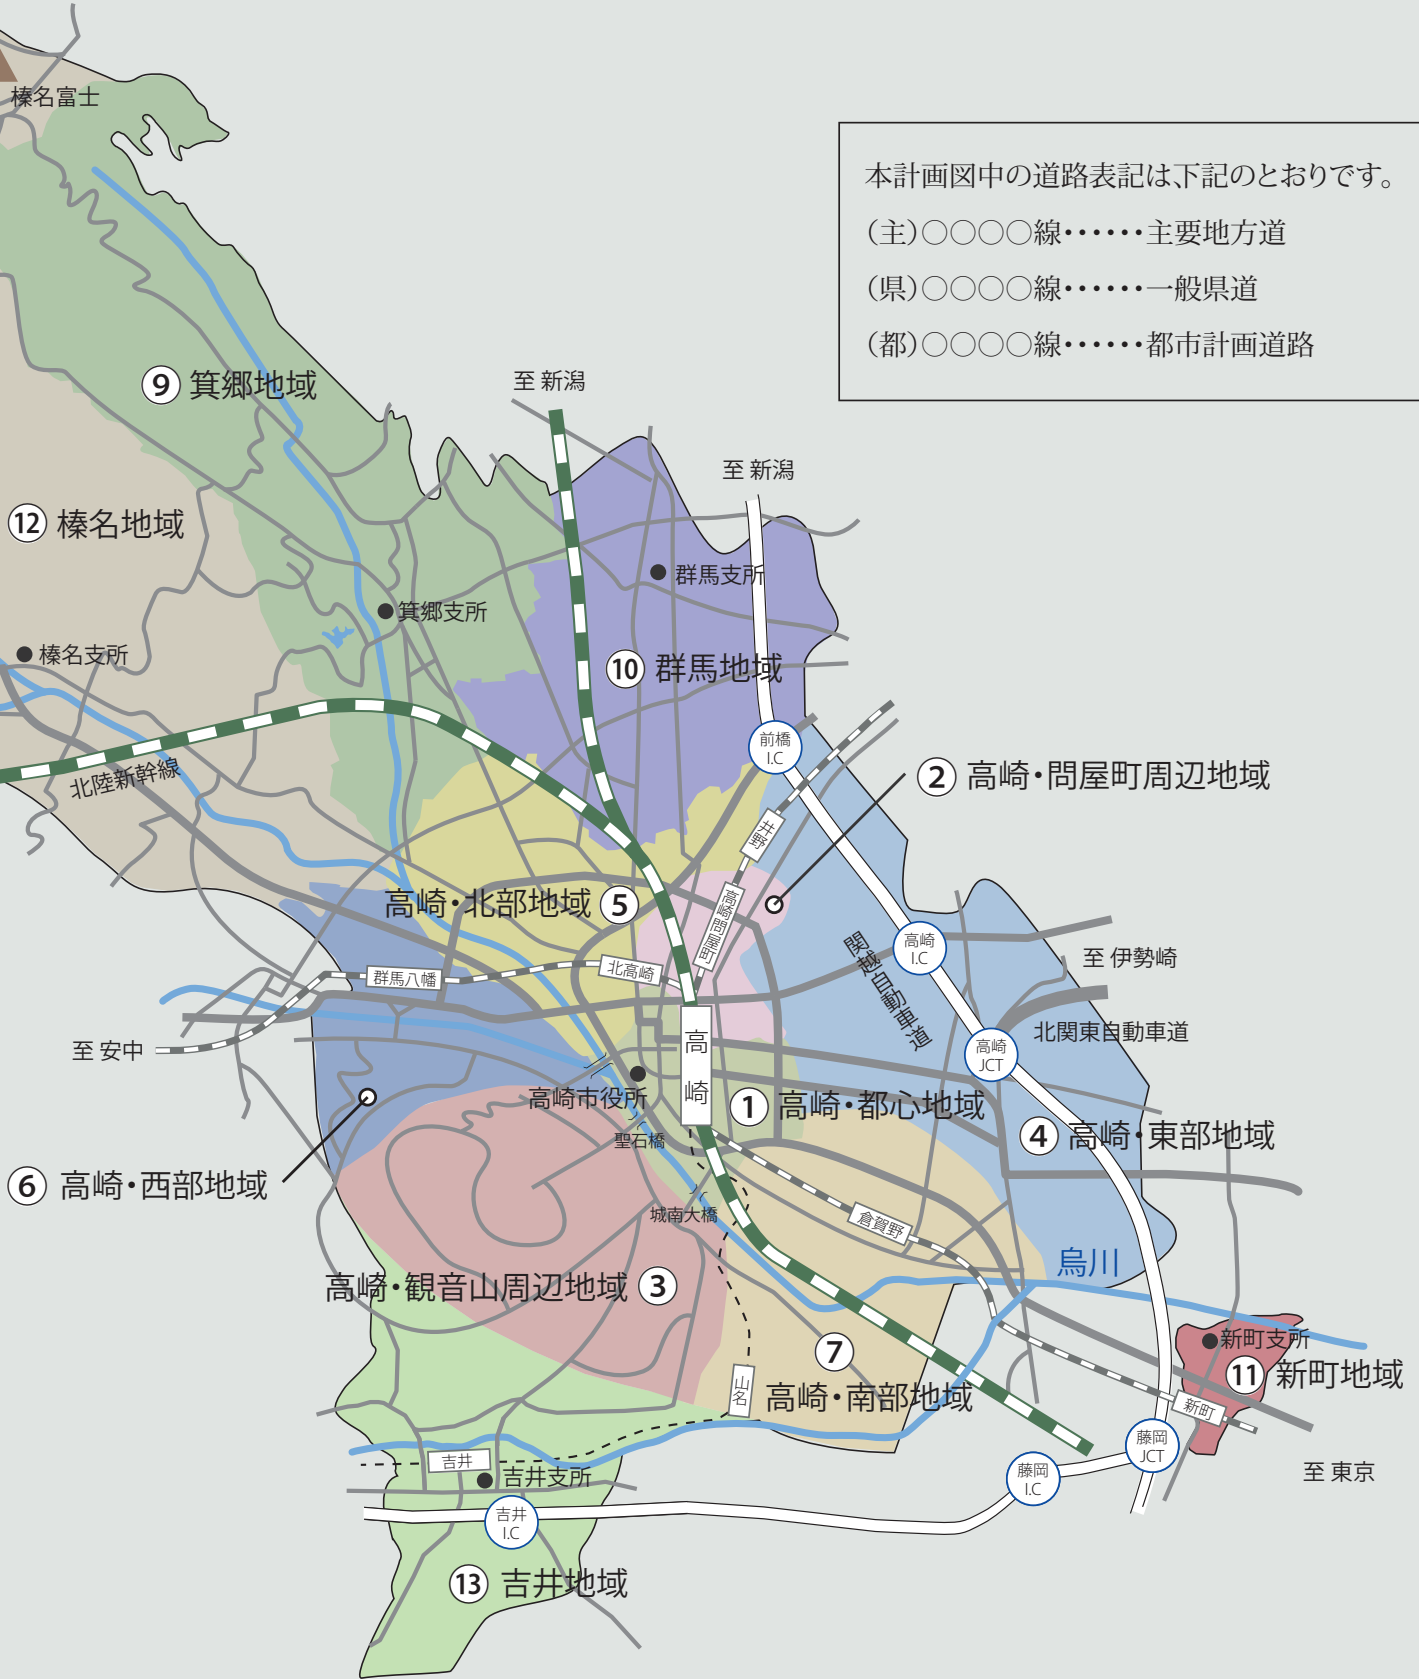 榛名富士
本計画図中の道路表記は、下記のとおりです。
(主)○○○○線・・・・・・主要地方道
(県)○○○○線・・・・・・一般県道
(都)○○○○線・・・・・・都市計画道路
⑨ 箕郷地域
至 新潟
至 新潟
⑫ 榛名地域
群馬支所
箕郷支所
榛名支所
⑩ 群馬地域
前橋
I.C
北陸新幹線
② 高崎・問屋町周辺地域
井野
高崎・北部地域 ⑤
高崎問屋町
高崎
I.C
関越自動車道
至 伊勢崎
群馬八幡
北高崎
北関東自動車道
至 安中
高崎
高崎
JCT
高崎市役所
① 高崎・都心地域
聖石橋
④ 高崎・東部地域
⑥ 高崎・西部地域
城南大橋
倉賀野
烏川
高崎・観音山周辺地域 ③
新町支所
⑦
高崎・南部地域
⑪ 新町地域
山名
新町
藤岡
JCT
吉井
吉井支所
藤岡
I.C
至 東京
吉井
I.C
⑬ 吉井地域